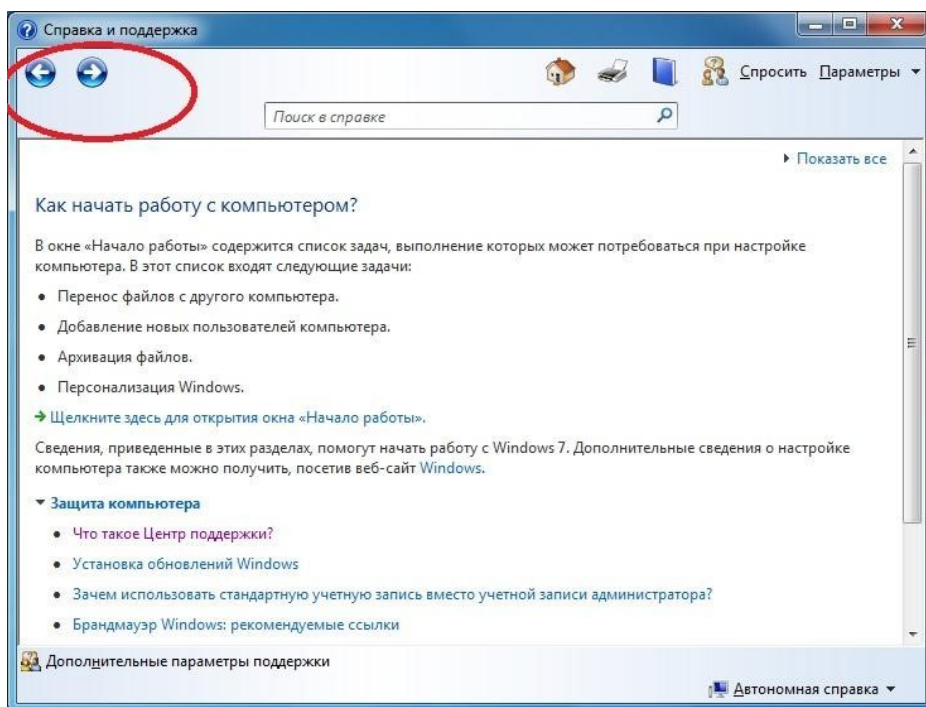 Справка и поддержка
Спросить Параметры
Поиск в справке
Показать все
Как начать работу с компьютером?
В окне «Начало работы» содержится список задач, выполнение которых может потребоваться при настройке
компьютера. В этот список входят следующие задачи:
Перенос файлов с другого компьютера.
Добавление новых пользователей компьютера.
Архивация файлов.
Персонализация Windows.
Щелкните здесь для открытия окна «Начало работы».
Сведения, приведенные в этих разделах, помогут начать работу с Windows 7. Дополнительные сведения о настройке
компьютера также можно получить, посетив веб-сайт Windows.
Защита компьютера
Что такое Центр поддержки?
Установка обновлений Windows
Зачем использовать стандартную учетную запись вместо учетной записи администратора?
Брандмауэр Windows: рекомендуемые ссылки
Дополнительные параметры поддержки
Автономная справка